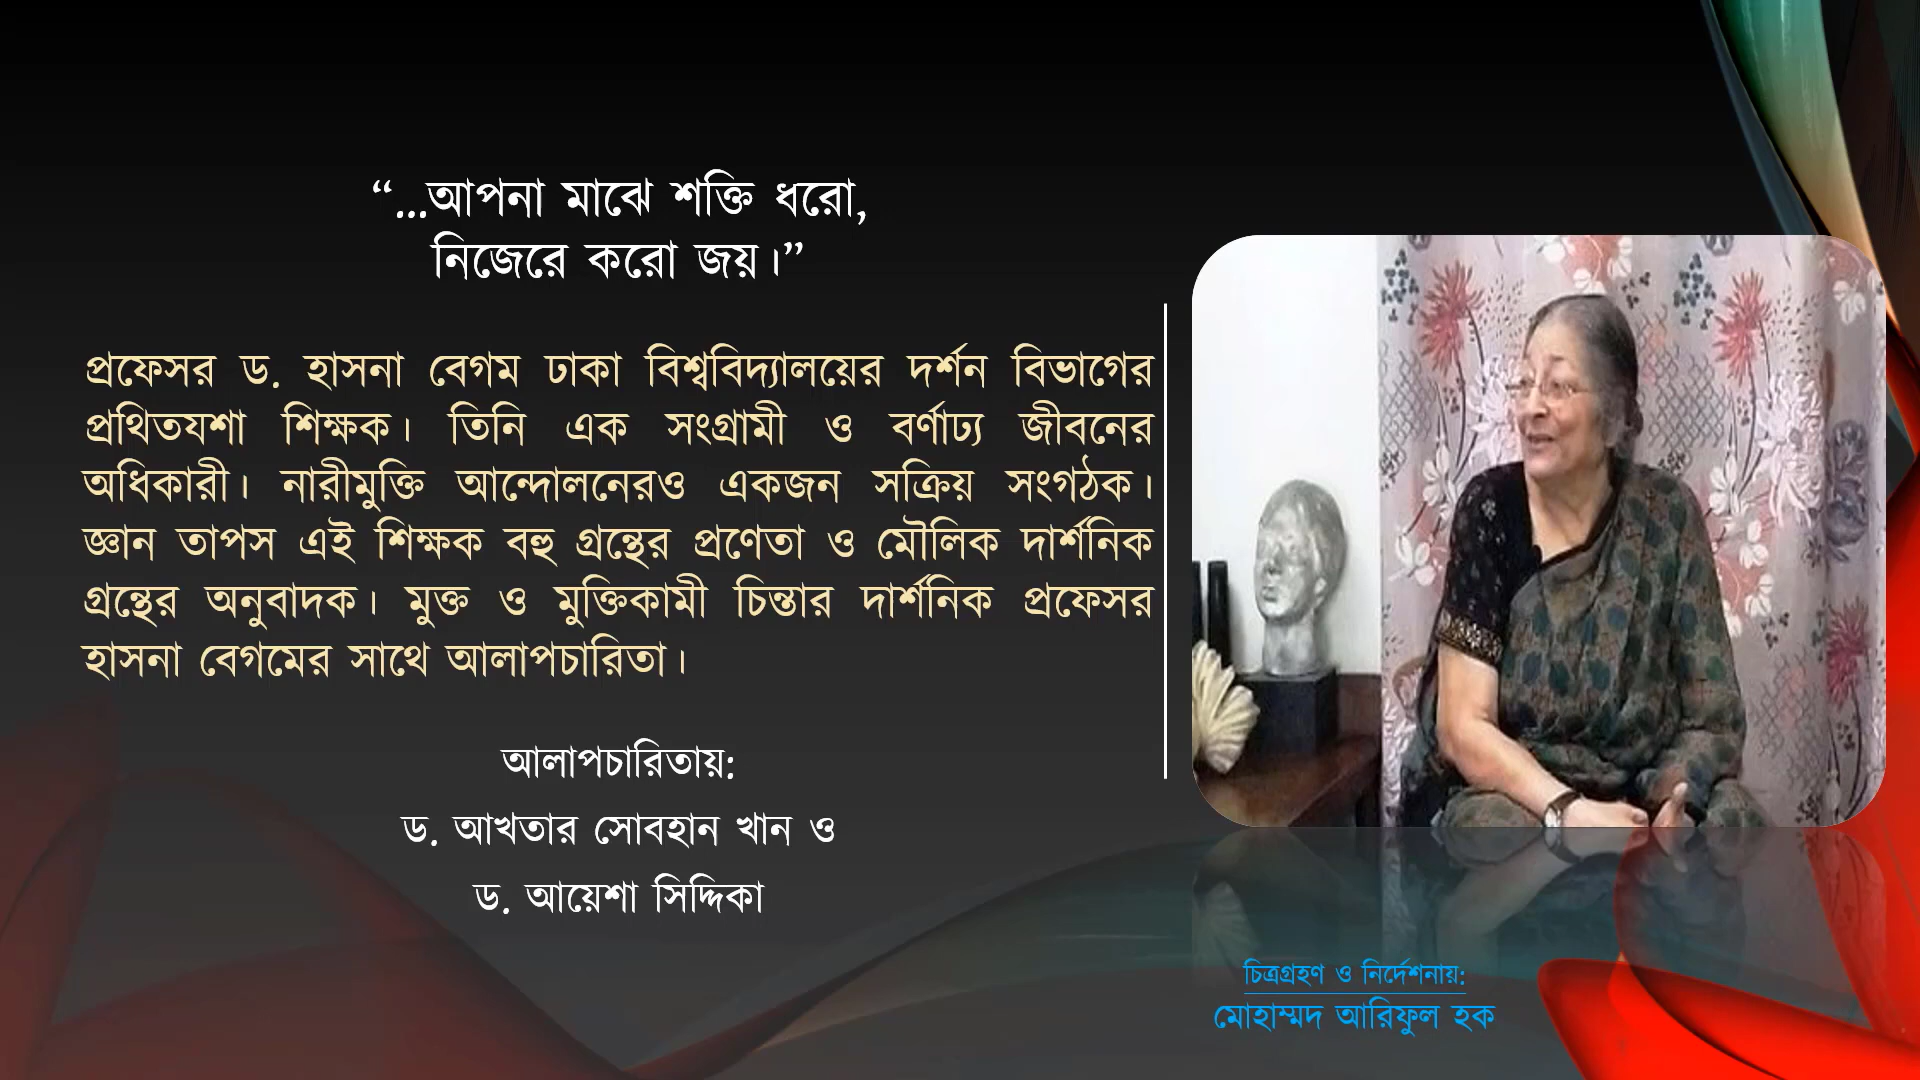 “...আপনা মাঝে শক্তি ধরো,
নিজেরে করো জয়।”
প্রফেসর ড. হাসনা বেগম ঢাকা বিশ্ববিদ্যালয়ের দর্শন বিভাগের
প্রথিতযশা শিক্ষক। তিনি এক সংগ্রামী ও বর্ণাঢ্য জীবনের
অধিকারী। নারীমুক্তি আন্দোলনেরও একজন সক্রিয় সংগঠক।
জ্ঞান তাপস এই শিক্ষক বহু গ্রন্থের প্রণেতা ও মৌলিক দার্শনিক
গ্রন্থের অনুবাদক। মুক্ত ও মুক্তিকামী চিন্তার দার্শনিক প্রফেসর
হাসনা বেগমের সাথে আলাপচারিতা।
আলাপচারিতায়:
ড. আখতার সোবহান খান ও
ড. আয়েশা সিদ্দিকা
চিত্রগ্রহণ ও নির্দেশনায়:
মোহাম্মদ আরিফুল হক